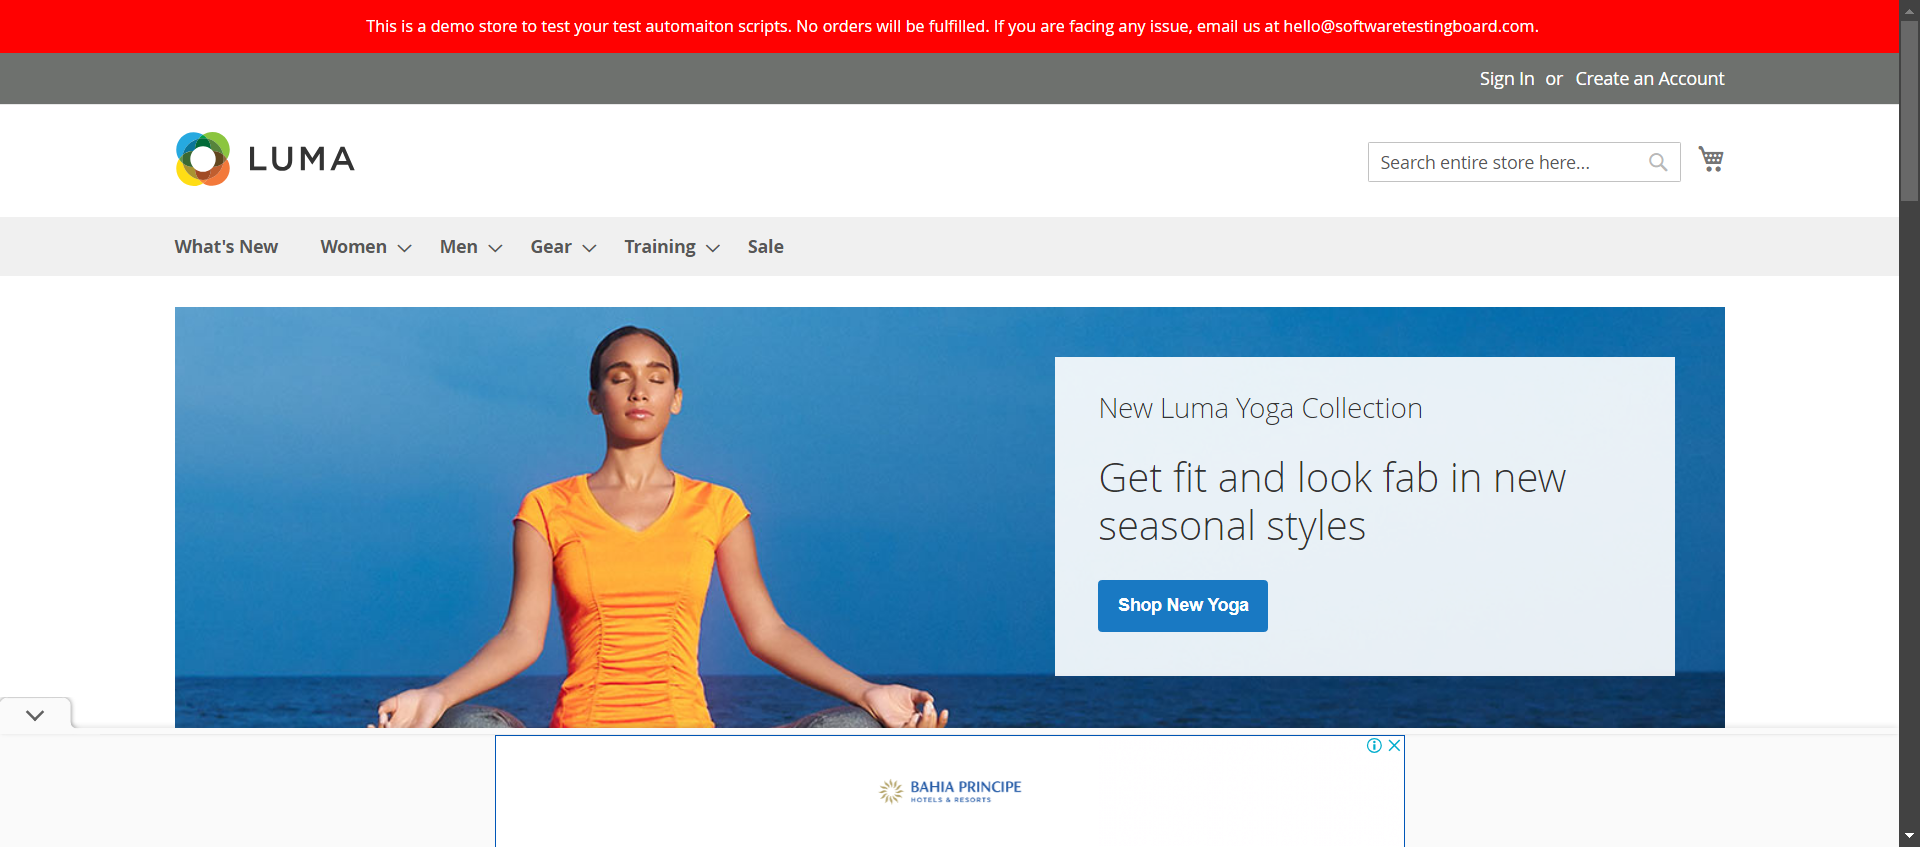 This is a demo store to test your test automaiton scripts. No orders will be fulfilled. If you are facing any issue, email us at hello@softwaretestingboard.com.
Sign In or Create an Account
LUMA
Search entire store here...
What's New Women Men Gear Training Sale
New Luma Yoga Collection
Get fit and look fab in new
seasonal styles
Shop New Yoga
BAHIA PRINCIPE
HOTELS & RESORTS